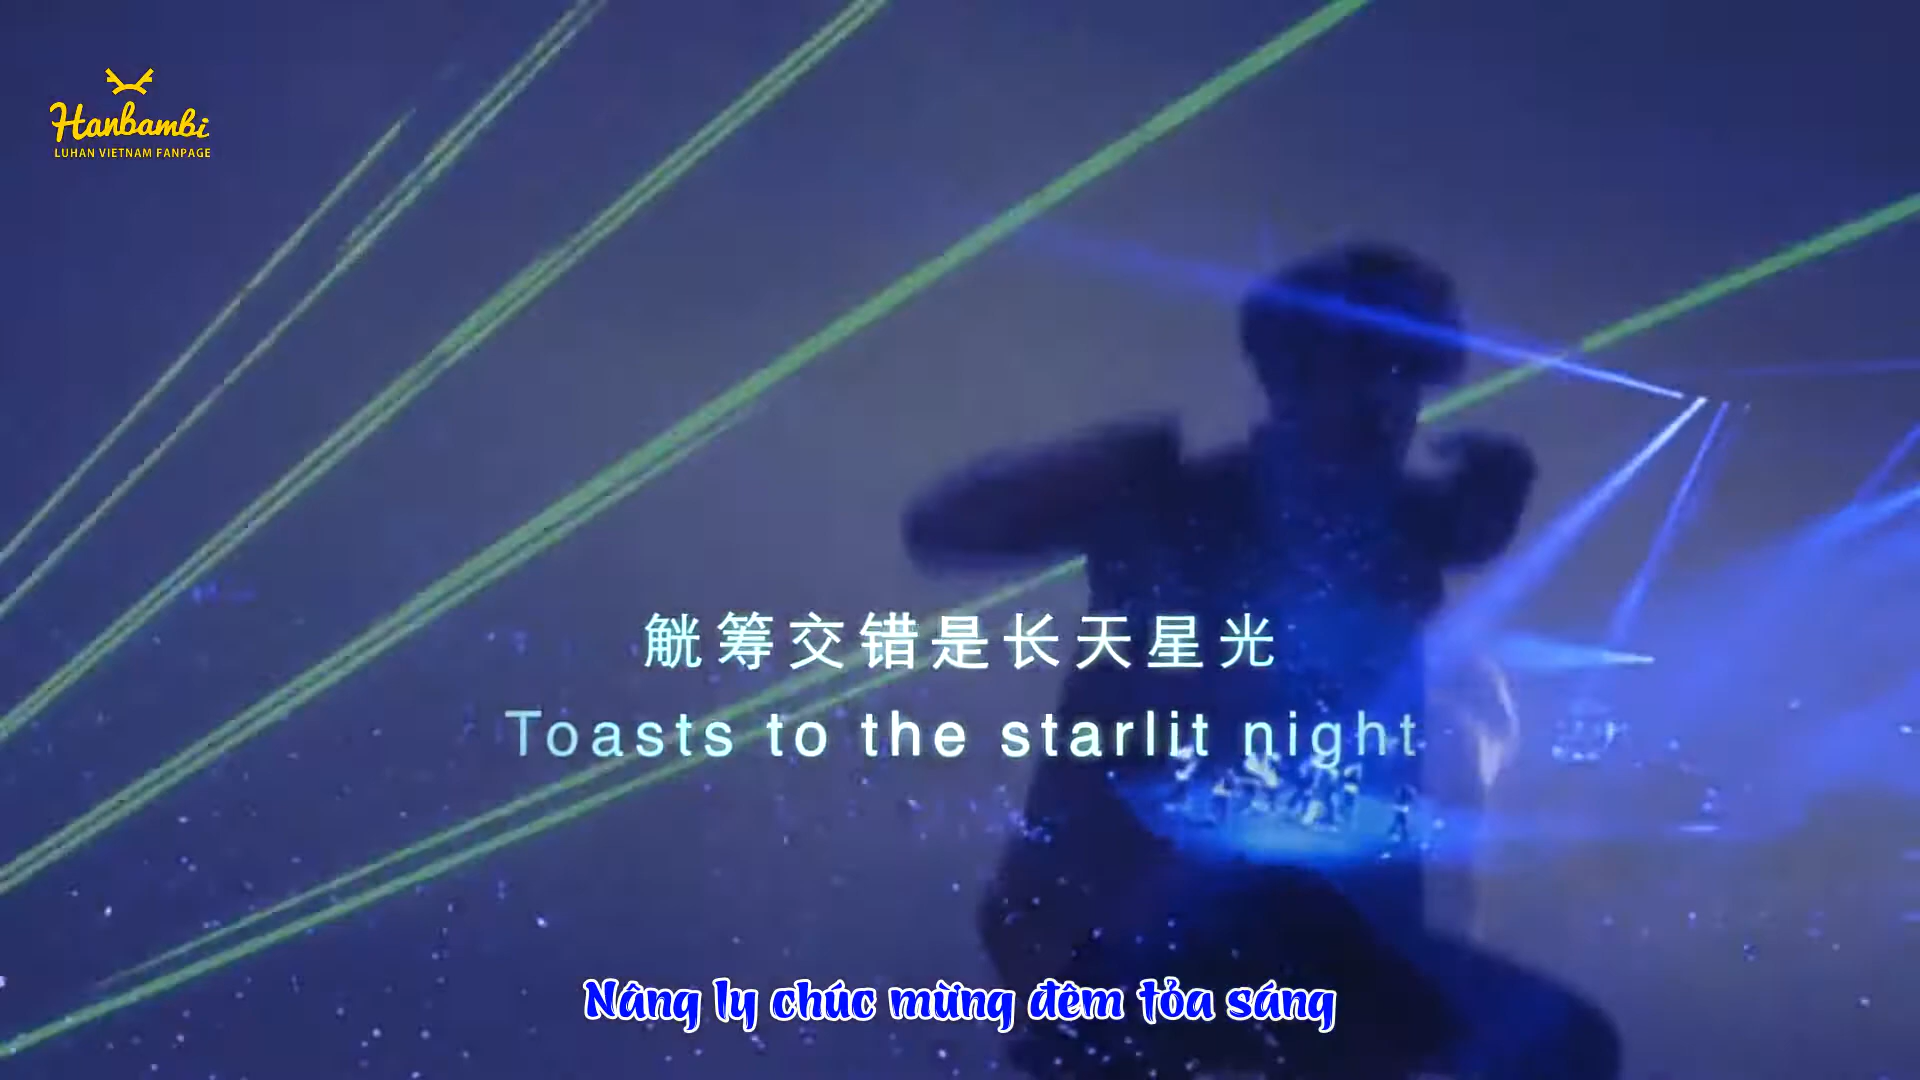 Hanbambi
LUHAN VIETNAM FANPAGE
觥筹交错是长天星光
Toasts to the starlit night
Nâng ly chúc mừng đêm tỏa sáng